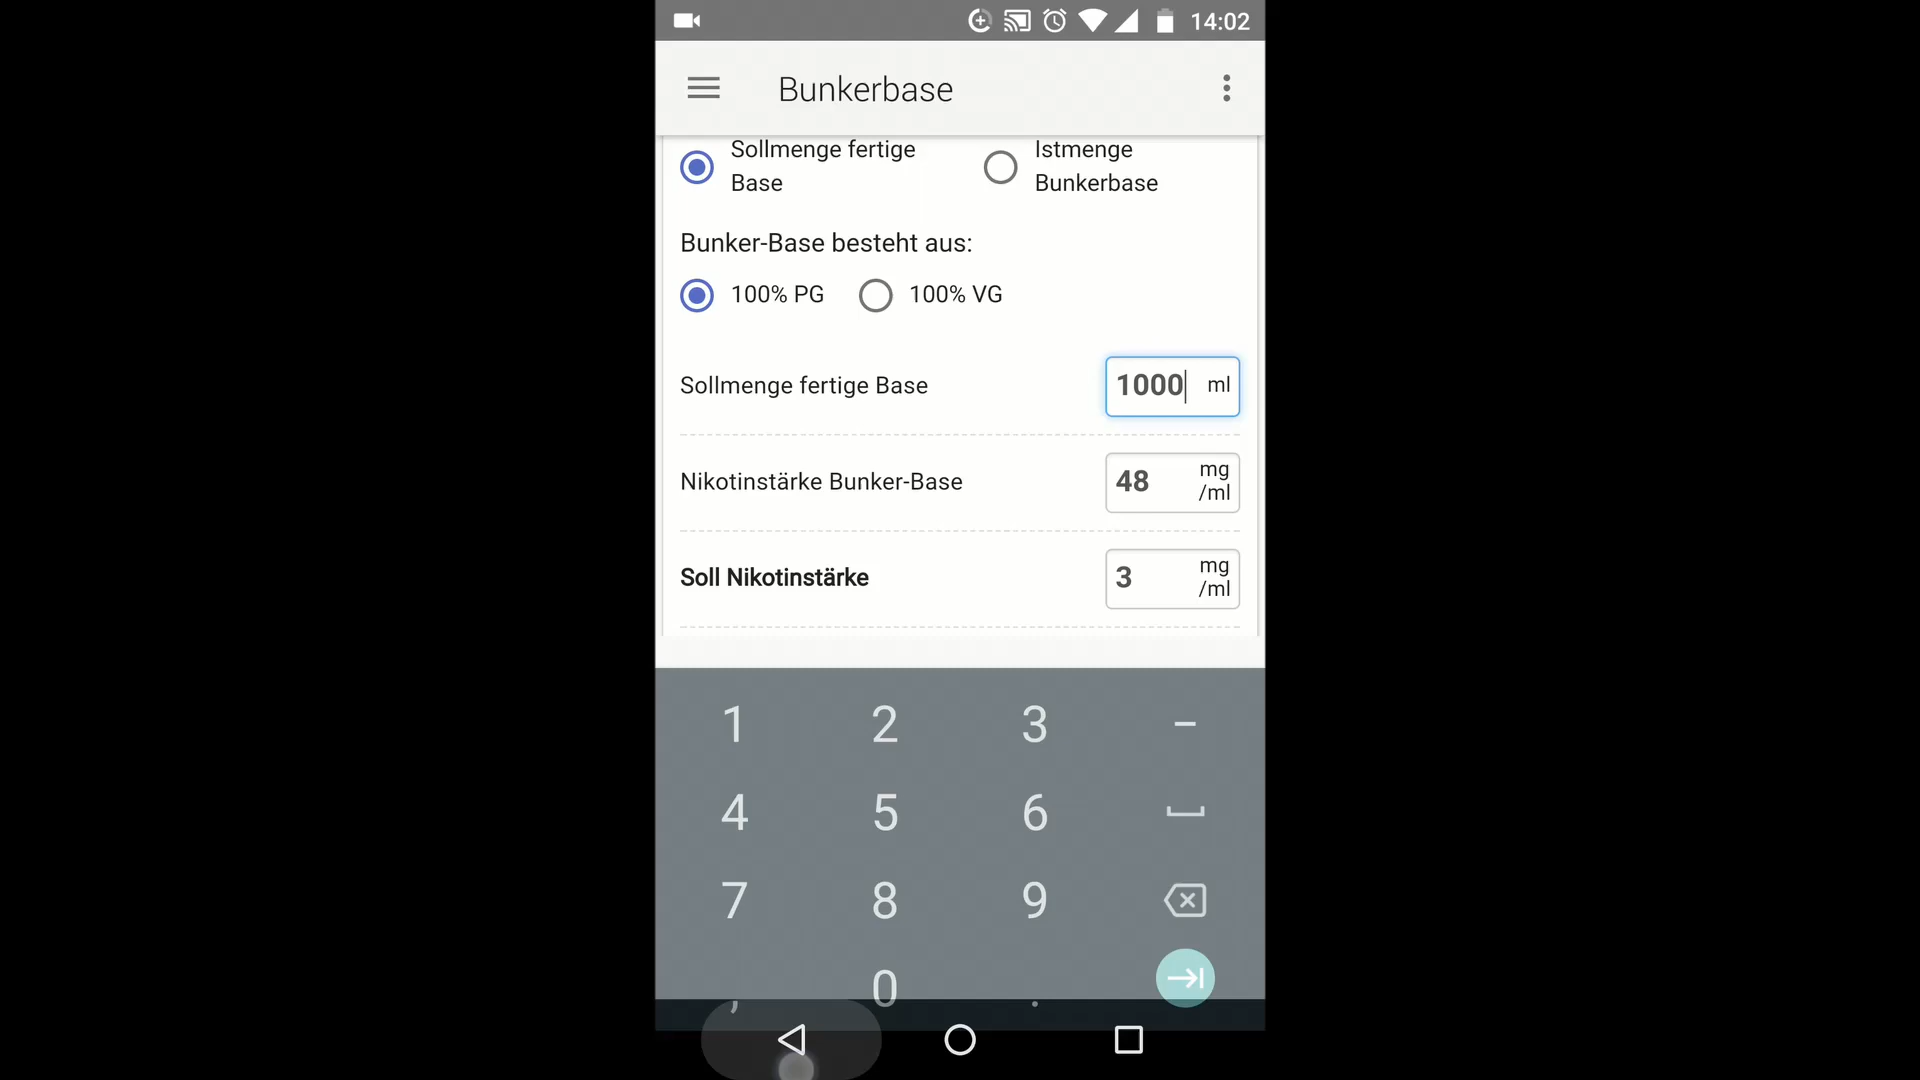 14:02
Bunkerbase
Sollmenge fertige
Base
Istmenge
Bunkerbase
Bunker-Base besteht aus:
100% PG
100% VG
Sollmenge fertige Base
1000 ml
Nikotinstärke Bunker-Base
48 mg
/ml
Soll Nikotinstärke
3 mg
/ml
1 2 3 –
4 5 6
7 8 9
, 0 .